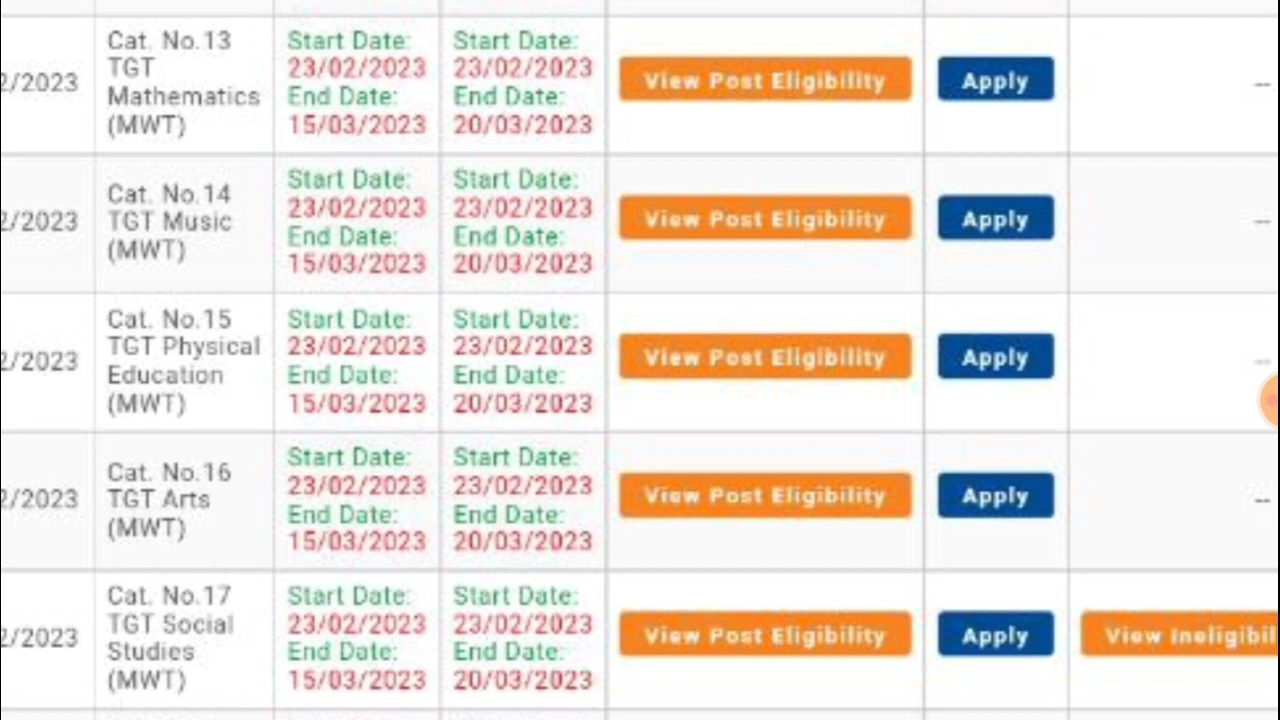 2/2023
Cat. No.13
TGT
Mathematics
(MWT)
Start Date:
23/02/2023
End Date:
15/03/2023
Start Date:
23/02/2023
End Date:
20/03/2023
View Post Eligibility
Apply
--
2/2023
Cat. No.14
TGT Music
(MWT)
Start Date:
23/02/2023
End Date:
15/03/2023
Start Date:
23/02/2023
End Date:
20/03/2023
View Post Eligibility
Apply
--
2/2023
Cat. No.15
TGT Physical
Education
(MWT)
Start Date:
23/02/2023
End Date:
15/03/2023
Start Date:
23/02/2023
End Date:
20/03/2023
View Post Eligibility
Apply
--
2/2023
Cat. No.16
TGT Arts
(MWT)
Start Date:
23/02/2023
End Date:
15/03/2023
Start Date:
23/02/2023
End Date:
20/03/2023
View Post Eligibility
Apply
--
2/2023
Cat. No.17
TGT Social
Studies
(MWT)
Start Date:
23/02/2023
End Date:
15/03/2023
Start Date:
23/02/2023
End Date:
20/03/2023
View Post Eligibility
Apply
View Ineligibil